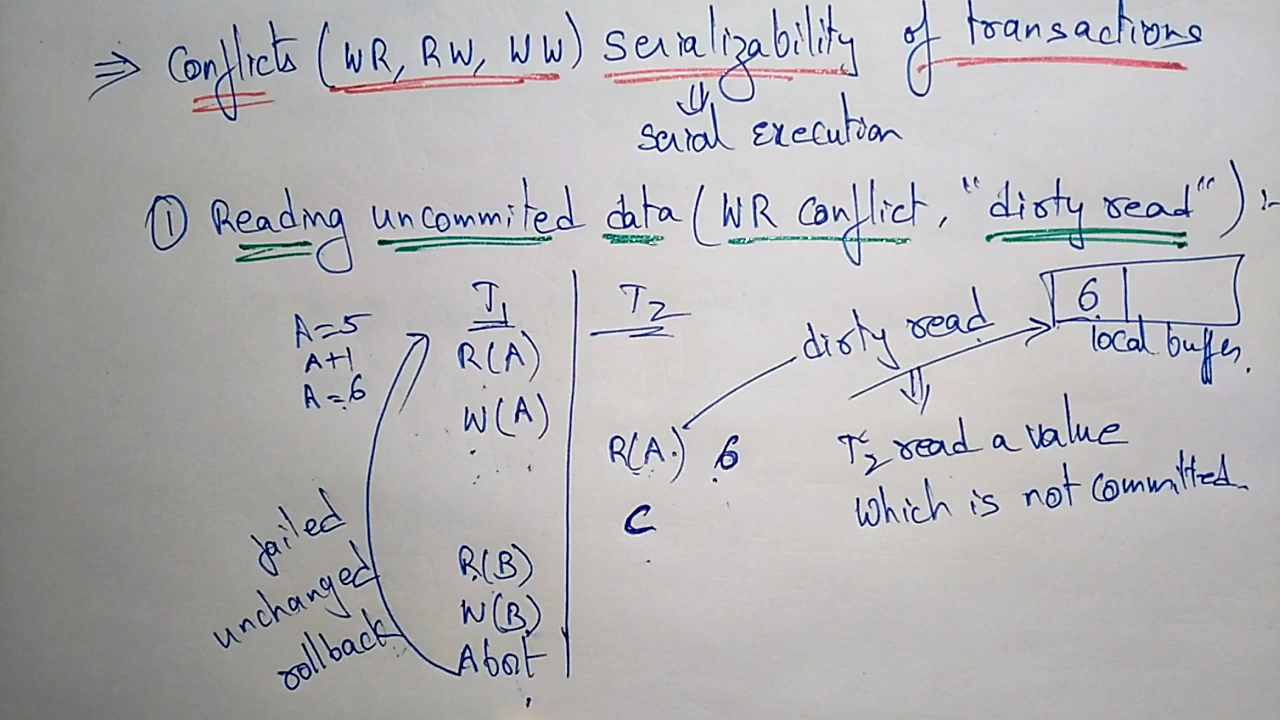 ⇒ Conflicts (WR, RW, WW) serializability of transactions
⇓
serial execution
① Reading uncommited data (WR conflict, "dirty read") :-
T1 T2
A=5
A+1
A=6
R(A)
W(A)
R(A) 6
C
R(B)
W(B)
Abort
failed
unchanged
rollback
dirty read
6
local buffer.
⇓
T2 read a value
which is not committed.